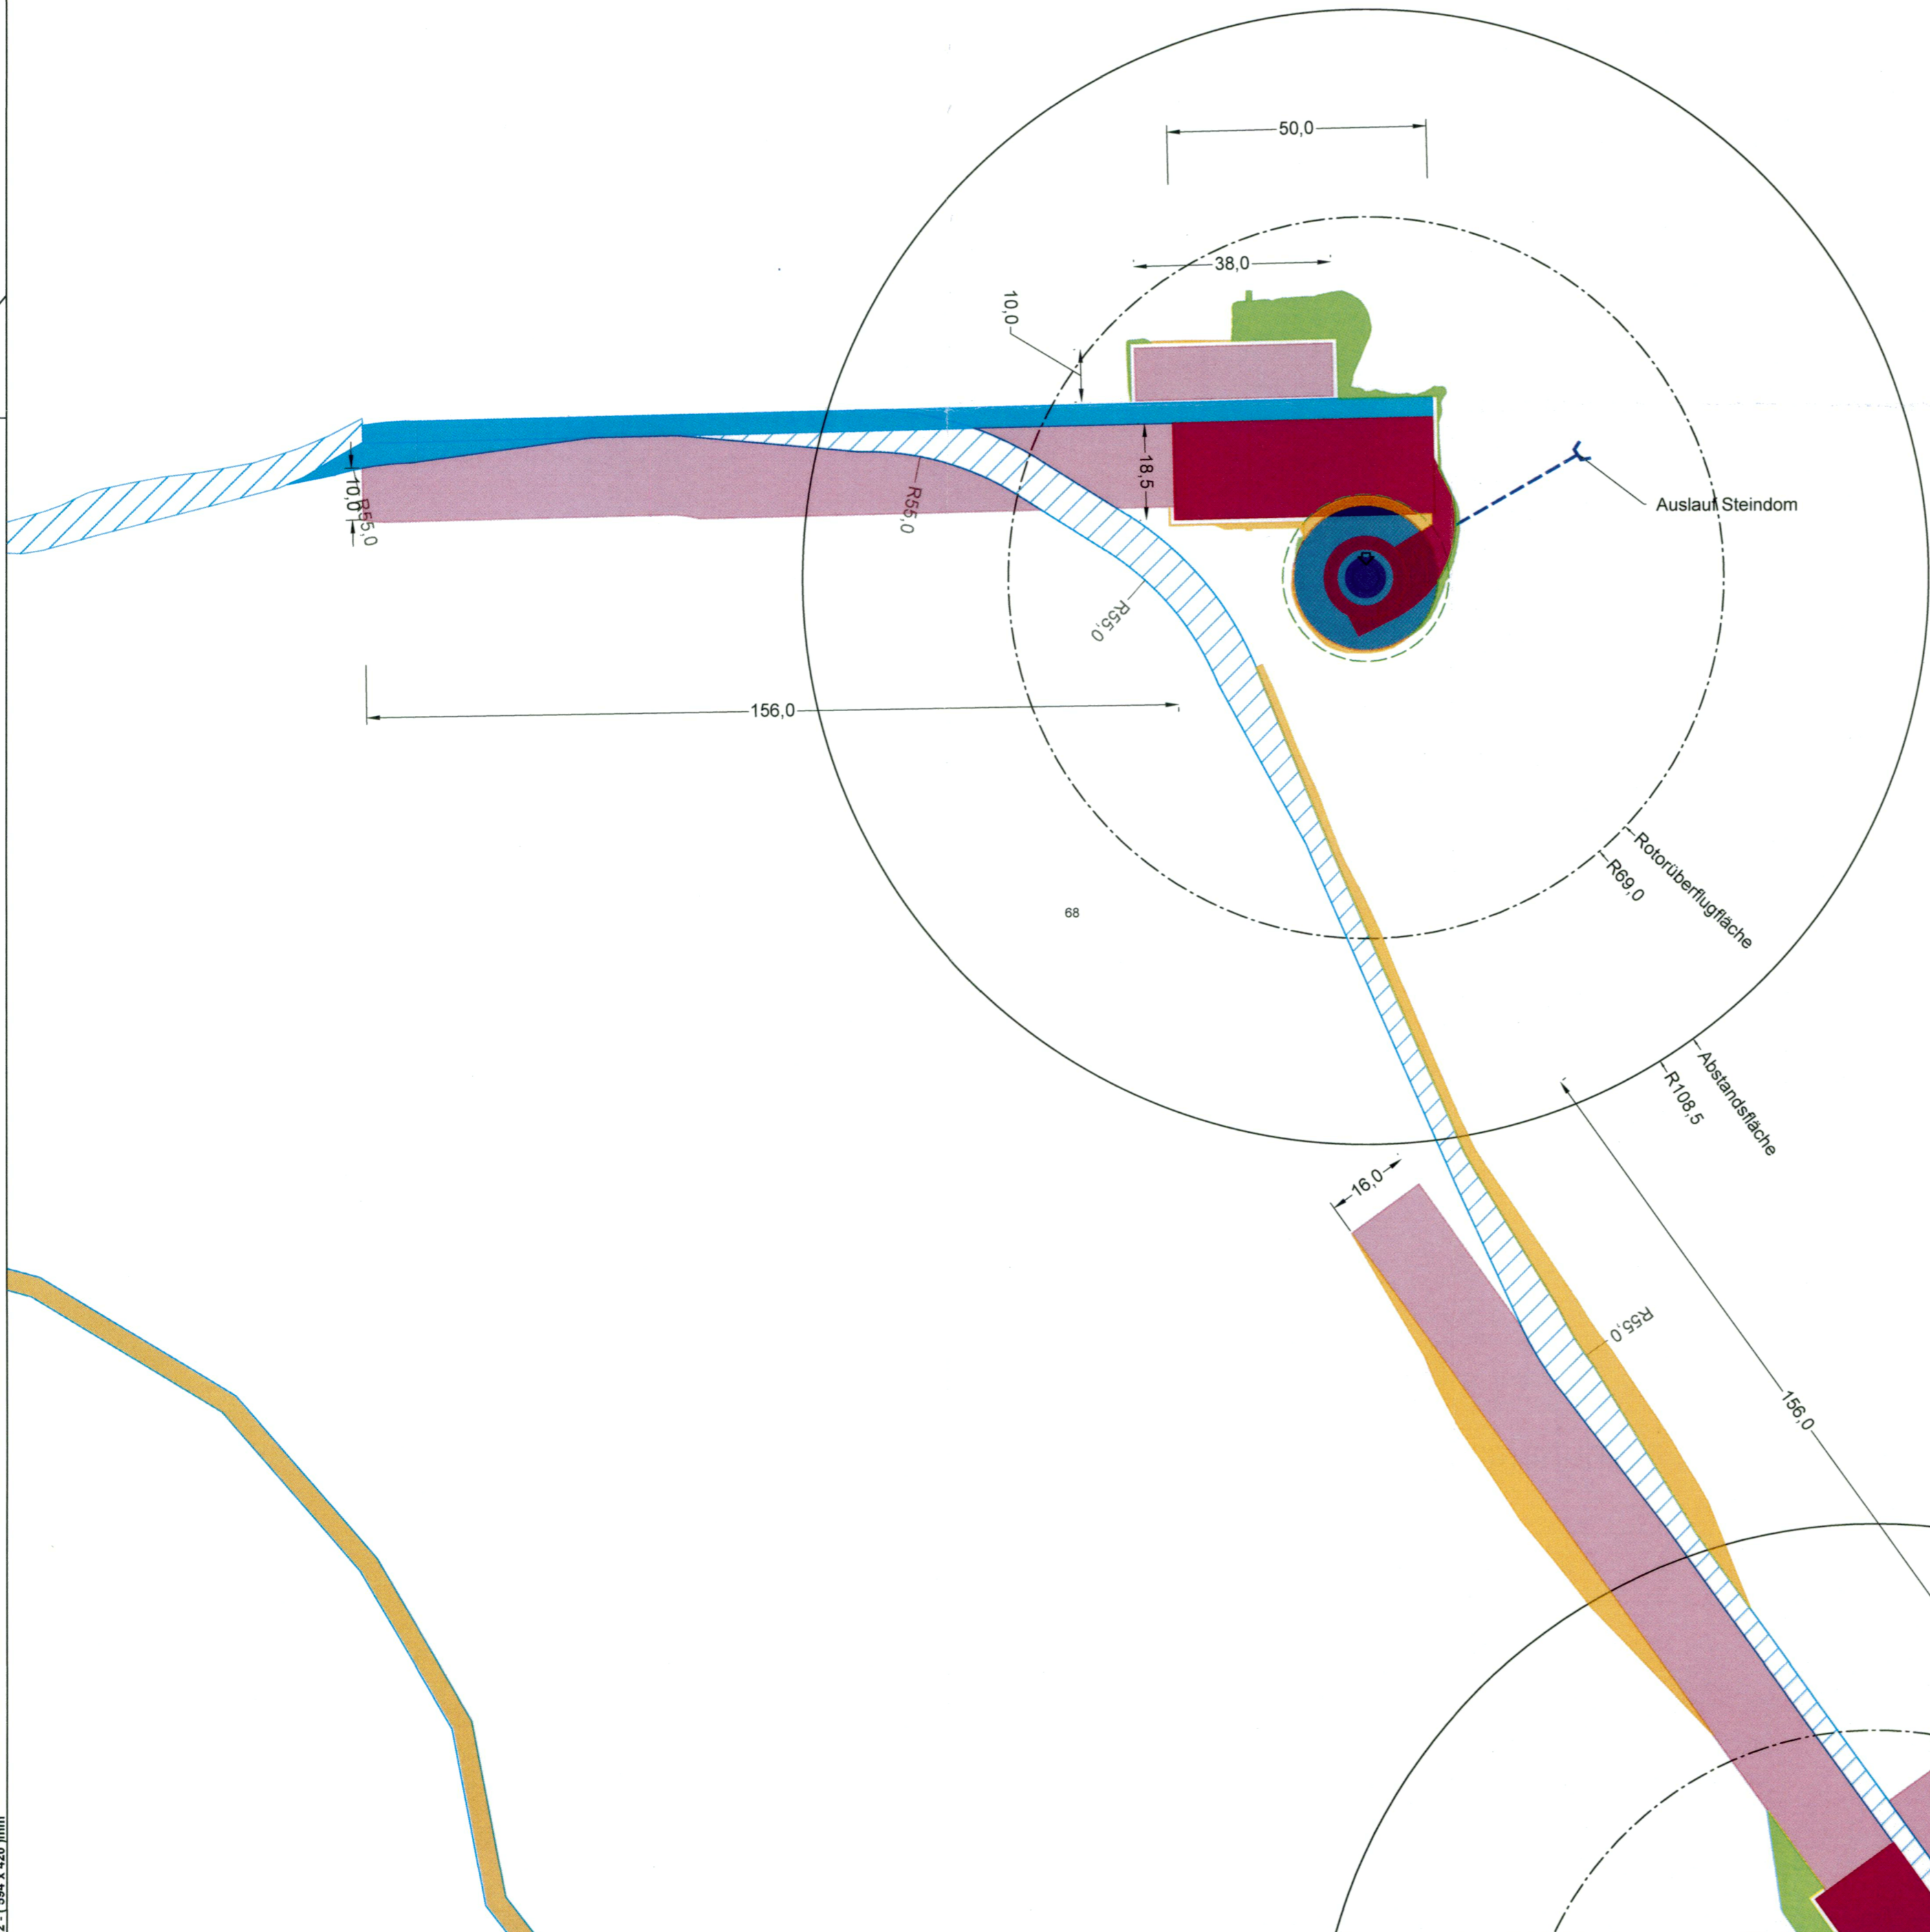 50,0
38,0
10,0
18,5
Auslauf Steindom
10,0
R55,0
R55,0
R55,0
156,0
Rotorüberflugfläche
R69,0
68
Abstandsfläche
R108,5
16,0
R55,0
156,0